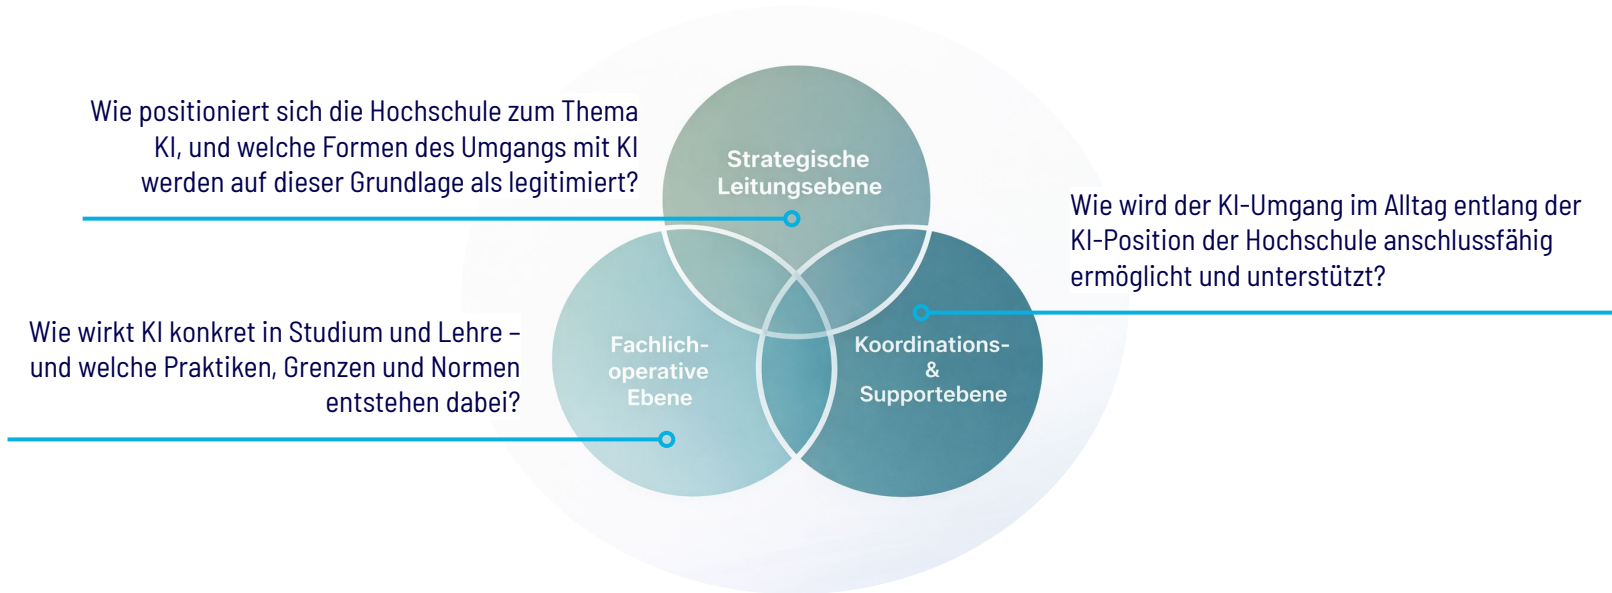 Wie positioniert sich die Hochschule zum Thema
KI, und welche Formen des Umgangs mit KI
werden auf dieser Grundlage als legitimiert?
Strategische
Leitungsebene
Wie wird der KI-Umgang im Alltag entlang der
KI-Position der Hochschule anschlussfähig
ermöglicht und unterstützt?
Wie wirkt KI konkret in Studium und Lehre –
und welche Praktiken, Grenzen und Normen
entstehen dabei?
Fachlich-
operative
Ebene
Koordinations-
&
Supportebene